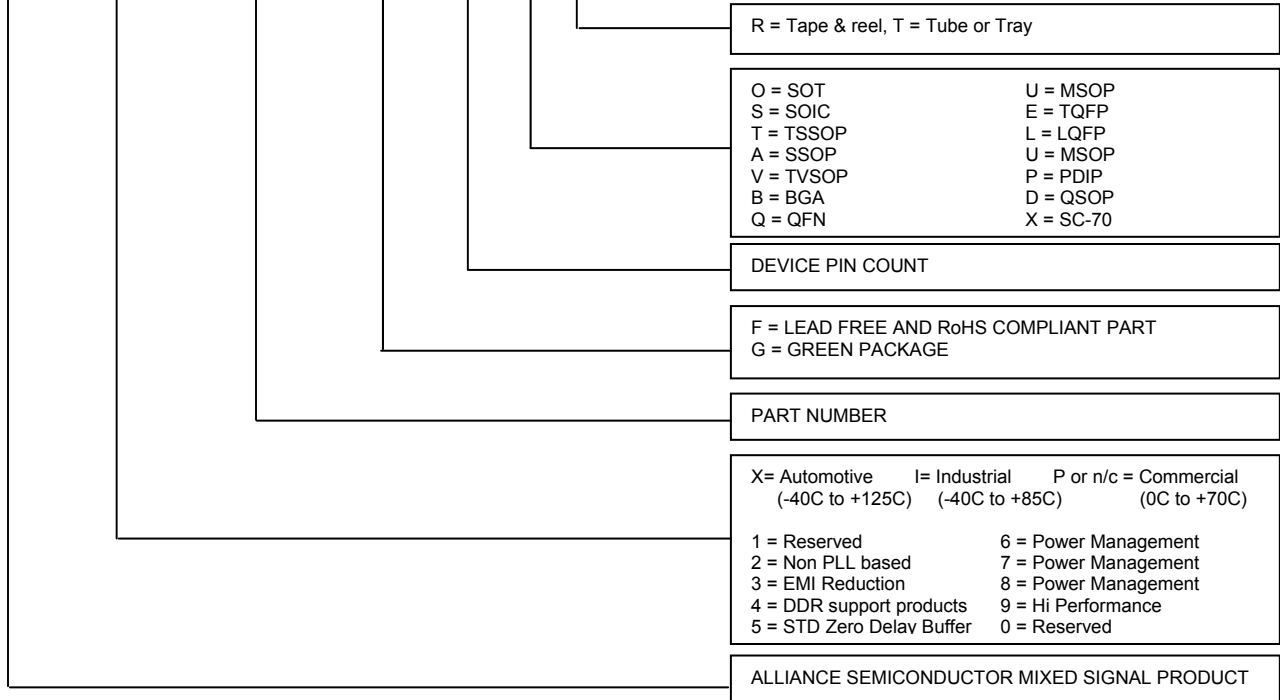 R = Tape & reel, T = Tube or Tray
O = SOT U = MSOP
S = SOIC E = TQFP
T = TSSOP L = LQFP
A = SSOP U = MSOP
V = TVSOP P = PDIP
B = BGA D = QSOP
Q = QFN X = SC-70
DEVICE PIN COUNT
F = LEAD FREE AND RoHS COMPLIANT PART
G = GREEN PACKAGE
PART NUMBER
X= Automotive I= Industrial P or n/c = Commercial
(-40C to +125C) (-40C to +85C) (0C to +70C)
1 = Reserved 6 = Power Management
2 = Non PLL based 7 = Power Management
3 = EMI Reduction 8 = Power Management
4 = DDR support products 9 = Hi Performance
5 = STD Zero Delay Buffer 0 = Reserved
ALLIANCE SEMICONDUCTOR MIXED SIGNAL PRODUCT